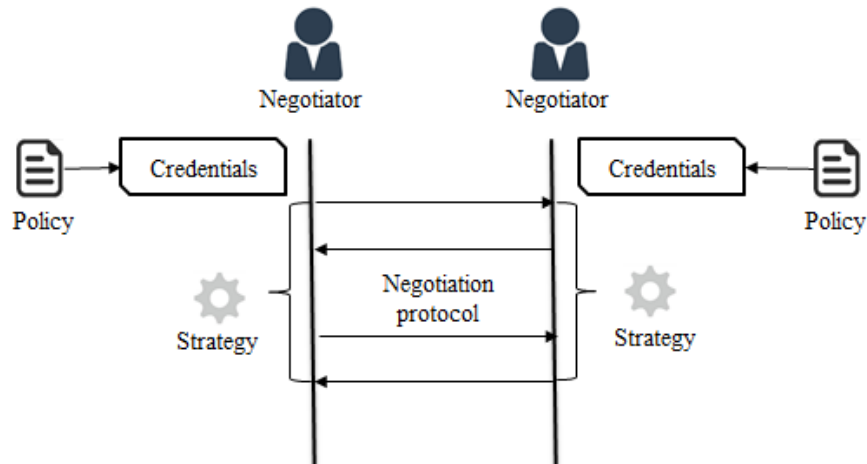 Negotiator
Negotiator
Credentials
Credentials
Policy
Policy
Negotiation
protocol
Strategy
Strategy